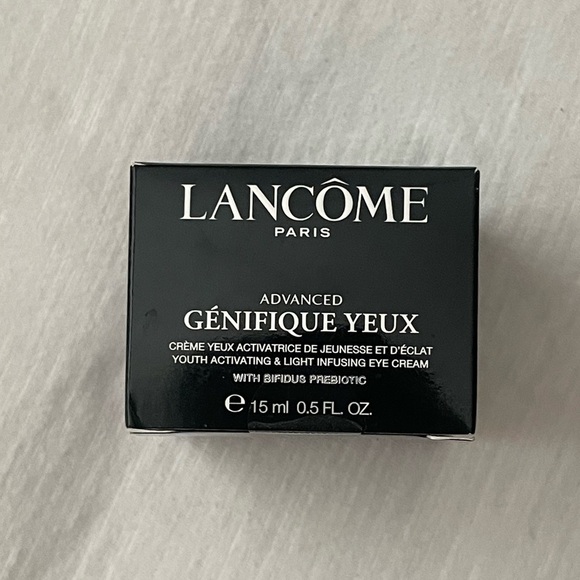 LANCÔME
PARIS
ADVANCED
GÉNIFIQUE YEUX
CRÈME YEUX ACTIVATRICE DE JEUNESSE ET D'ÉCLAT
YOUTH ACTIVATING & LIGHT INFUSING EYE CREAM
WITH BIFIDUS PREBIOTIC
℮ 15 ml 0.5 FL. OZ.